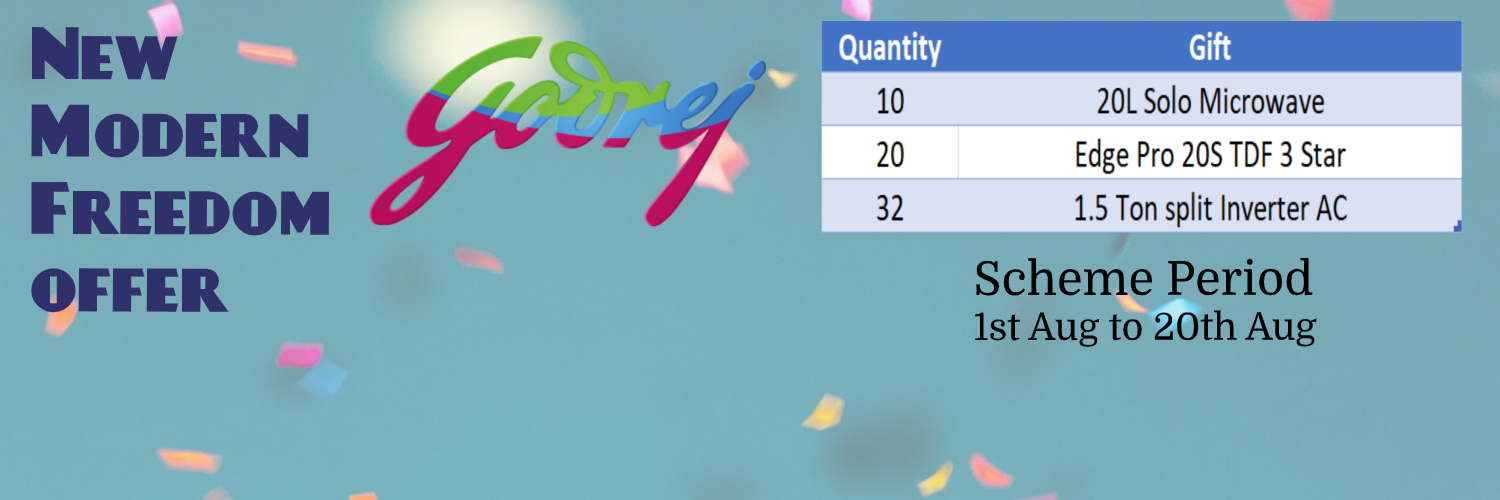 New
Modern
Freedom
offer
Godrej
Quantity Gift
10 20L Solo Microwave
20 Edge Pro 20S TDF 3 Star
32 1.5 Ton split Inverter AC
Scheme Period
1st Aug to 20th Aug